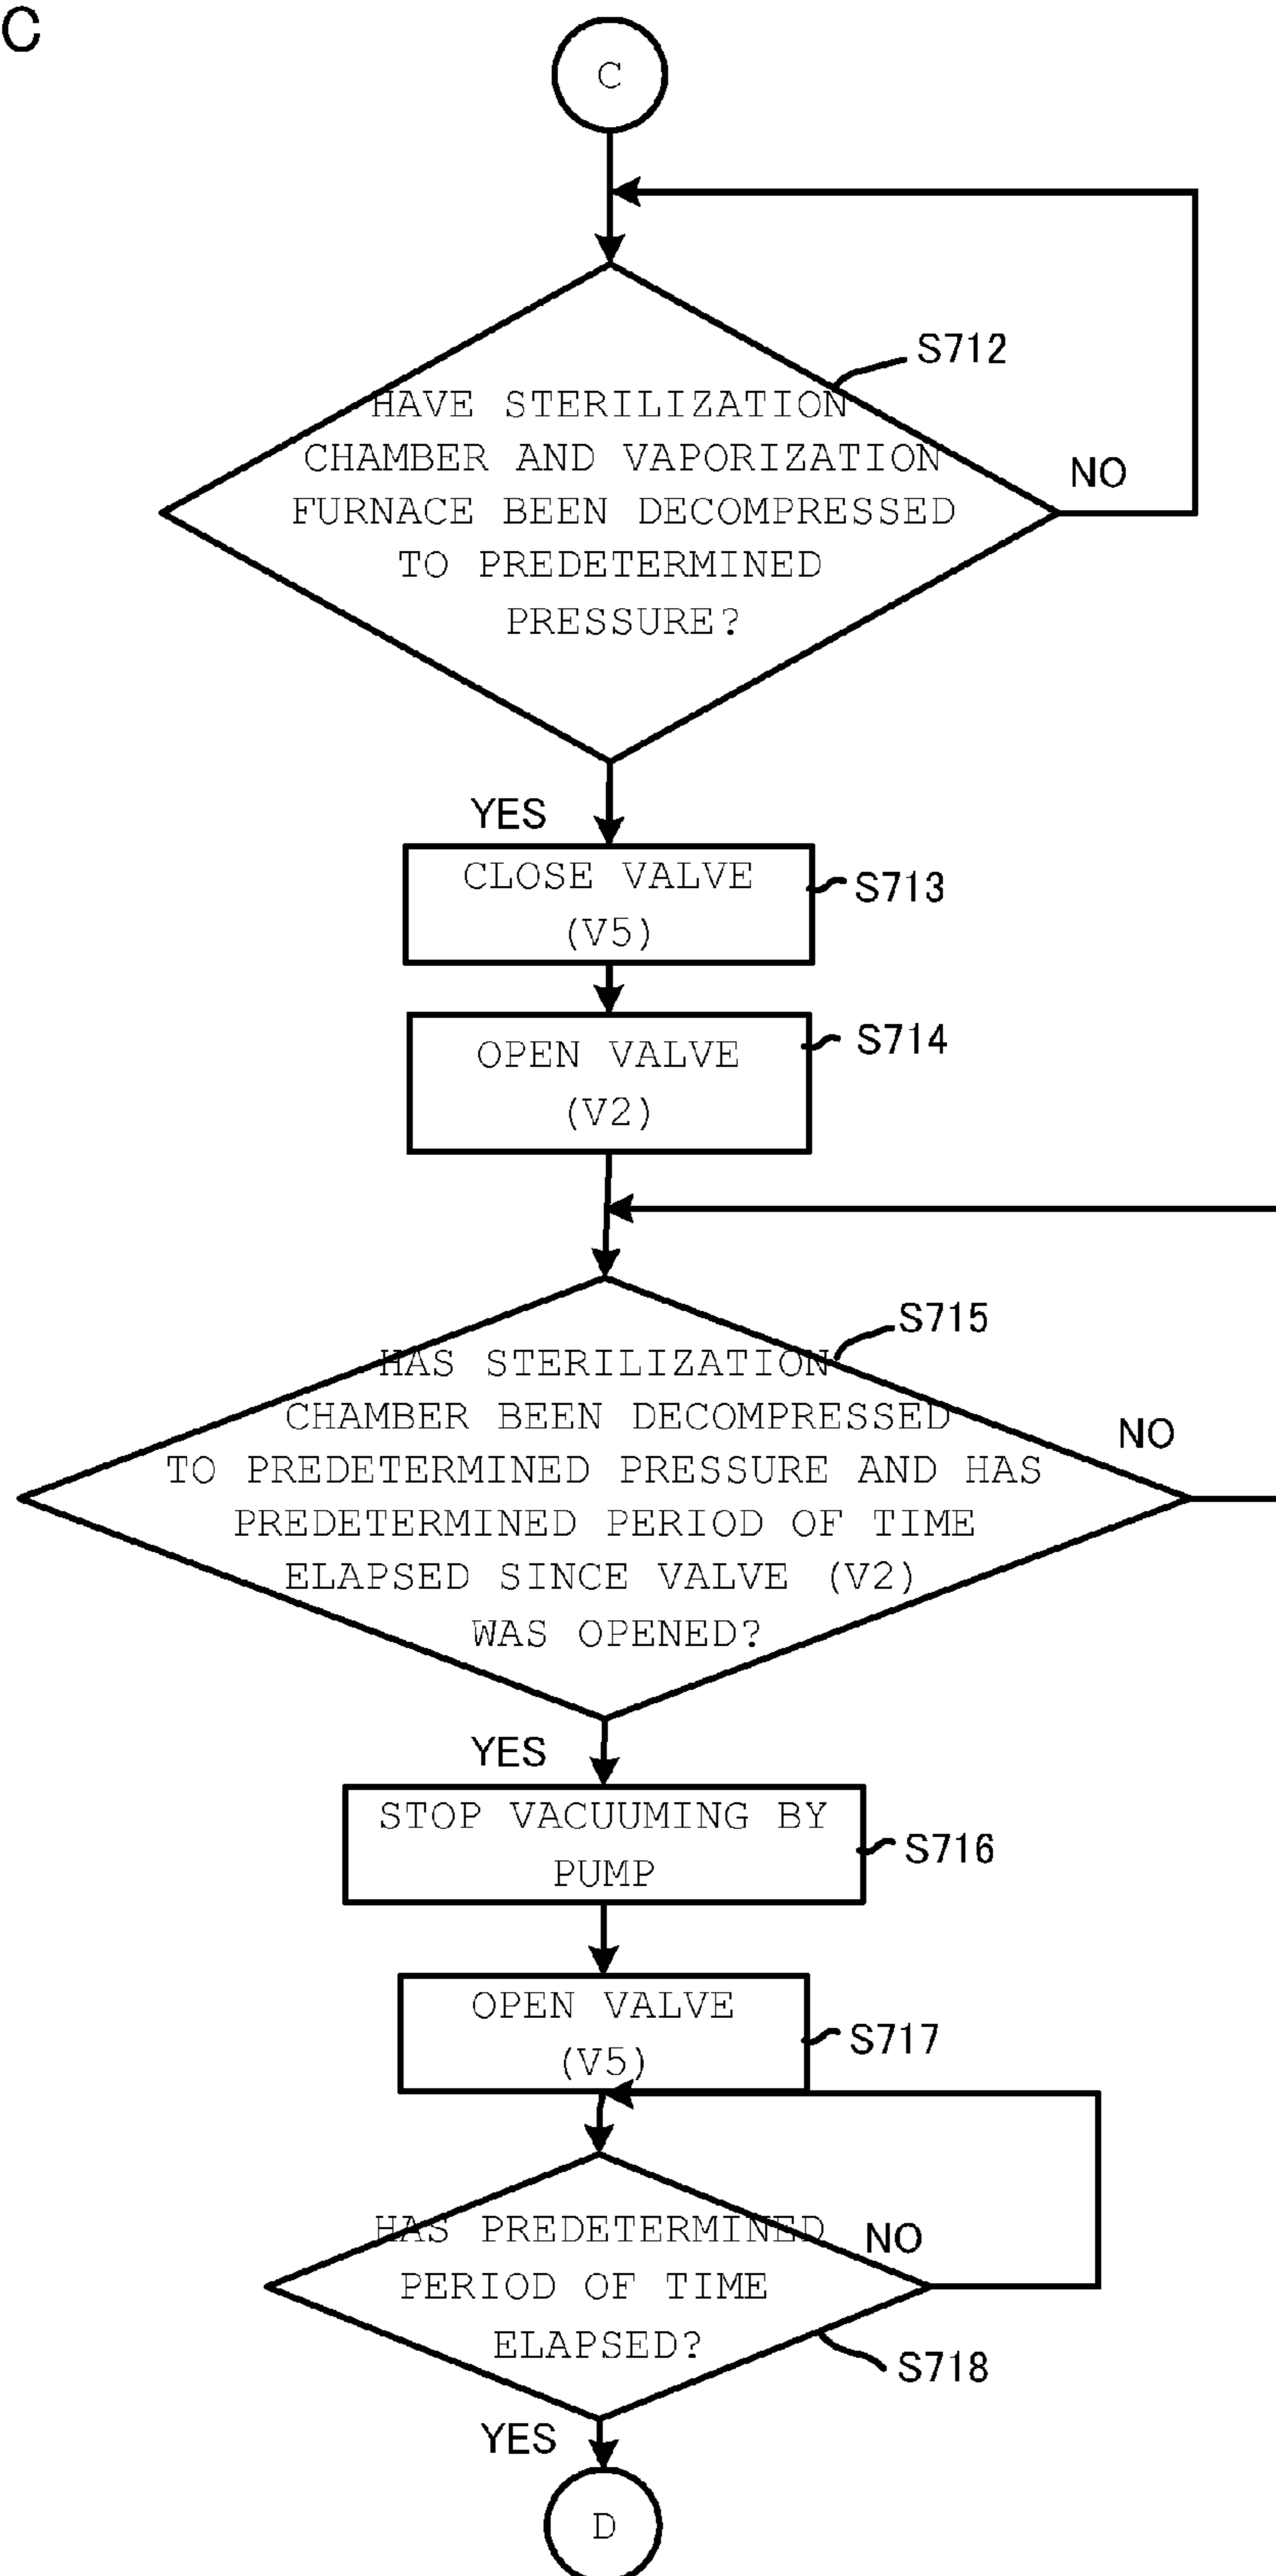 C
C
S712
HAVE STERILIZATION
CHAMBER AND VAPORIZATION
FURNACE BEEN DECOMPRESSED
TO PREDETERMINED
PRESSURE?
NO
YES
CLOSE VALVE
(V5)
S713
OPEN VALVE
(V2)
S714
S715
HAS STERILIZATION
CHAMBER BEEN DECOMPRESSED
TO PREDETERMINED PRESSURE AND HAS
PREDETERMINED PERIOD OF TIME
ELAPSED SINCE VALVE (V2)
WAS OPENED?
NO
YES
STOP VACUUMING BY
PUMP
S716
OPEN VALVE
(V5)
S717
HAS PREDETERMINED
PERIOD OF TIME
ELAPSED?
NO
S718
YES
D